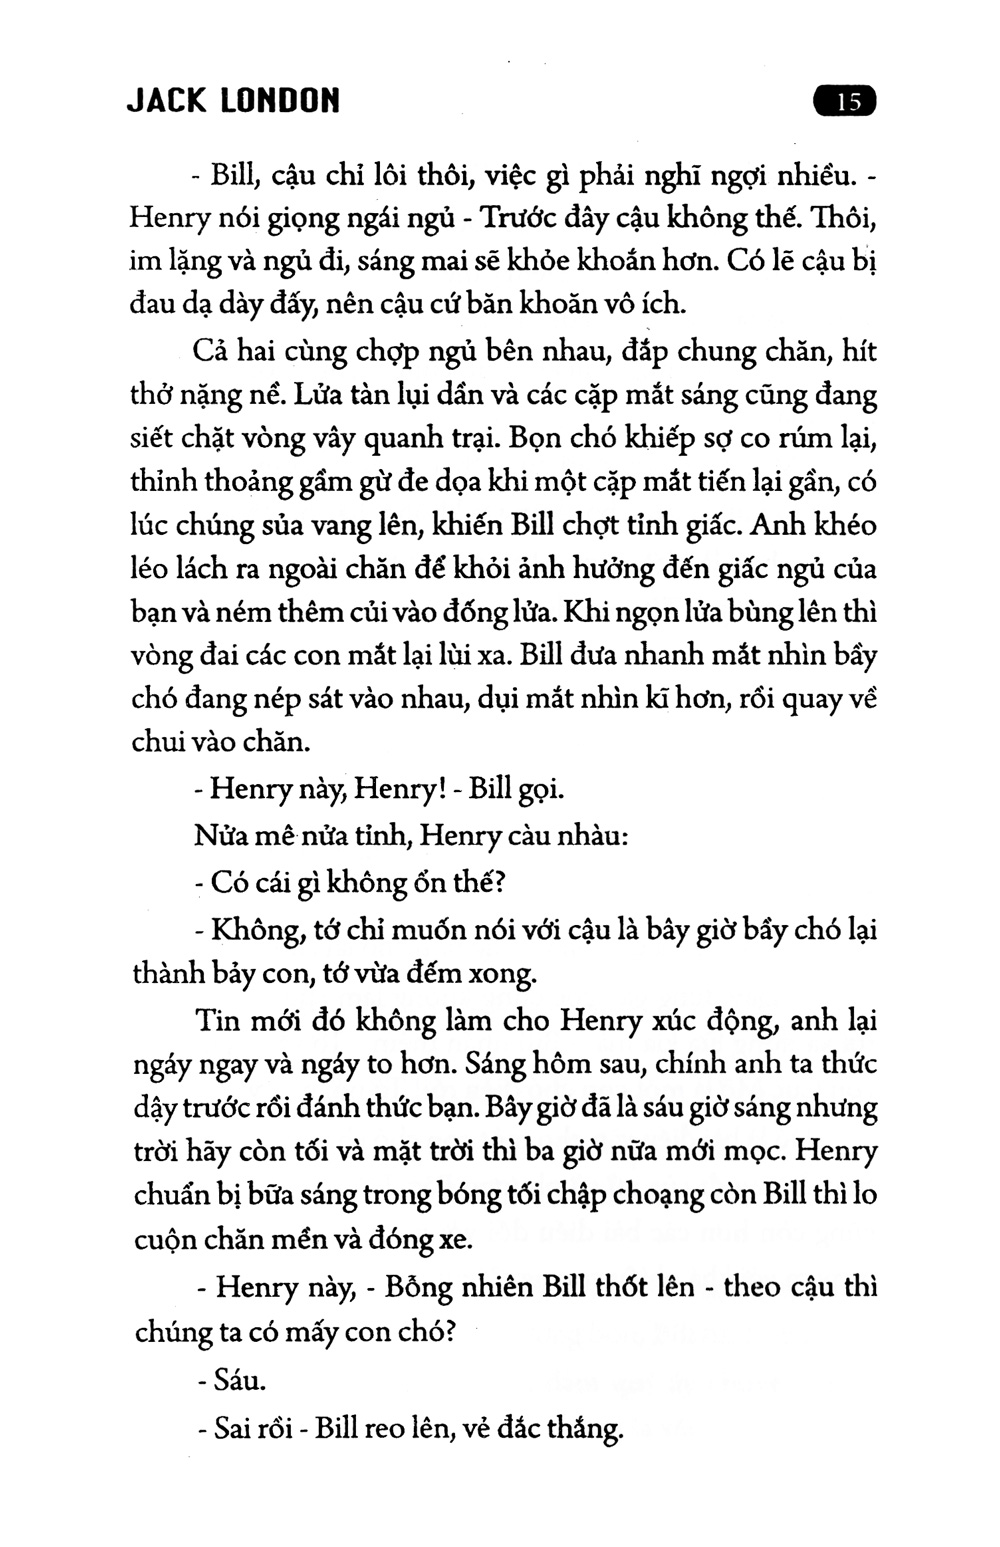 JACK LONDON
15
- Bill, cậu chỉ lôi thôi, việc gì phải nghĩ ngợi nhiều. -
Henry nói giọng ngái ngủ - Trước đây cậu không thế. Thôi,
im lặng và ngủ đi, sáng mai sẽ khỏe khoắn hơn. Có lẽ cậu bị
đau dạ dày đấy, nên cậu cứ băn khoăn vô ích.
Cả hai cùng chợp ngủ bên nhau, đắp chung chăn, hít
thở nặng nề. Lửa tàn lụi dần và các cặp mắt sáng cũng đang
siết chặt vòng vây quanh trại. Bọn chó khiếp sợ co rúm lại,
thỉnh thoảng gầm gừ đe dọa khi một cặp mắt tiến lại gần, có
lúc chúng sủa vang lên, khiến Bill chợt tỉnh giấc. Anh khéo
léo lách ra ngoài chăn để khỏi ảnh hưởng đến giấc ngủ của
bạn và ném thêm củi vào đống lửa. Khi ngọn lửa bùng lên thì
vòng đai các con mắt lại lùi xa. Bill đưa nhanh mắt nhìn bầy
chó đang nép sát vào nhau, dụi mắt nhìn kĩ hơn, rồi quay về
chui vào chăn.
- Henry này, Henry! - Bill gọi.
Nửa mê nửa tỉnh, Henry càu nhàu:
- Có cái gì không ổn thế?
- Không, tớ chỉ muốn nói với cậu là bây giờ bầy chó lại
thành bảy con, tớ vừa đếm xong.
Tin mới đó không làm cho Henry xúc động, anh lại
ngáy ngay và ngáy to hơn. Sáng hôm sau, chính anh ta thức
dậy trước rồi đánh thức bạn. Bây giờ đã là sáu giờ sáng nhưng
trời hãy còn tối và mặt trời thì ba giờ nữa mới mọc. Henry
chuẩn bị bữa sáng trong bóng tối chập choạng còn Bill thì lo
cuộn chăn mền và đóng xe.
- Henry này, - Bỗng nhiên Bill thốt lên - theo cậu thì
chúng ta có mấy con chó?
- Sáu.
- Sai rồi - Bill reo lên, vẻ đắc thắng.